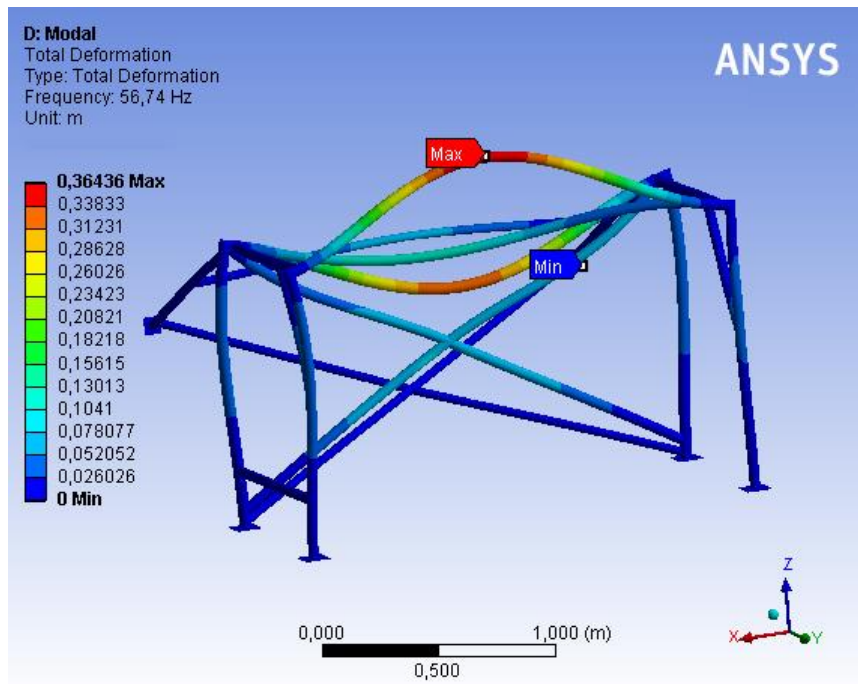 D: Modal
Total Deformation
Type: Total Deformation
Frequency: 56,74 Hz
Unit: m
ANSYS
0,36436 Max
0,33833
0,31231
0,28628
0,26026
0,23423
0,20821
0,18218
0,15615
0,13013
0,1041
0,078077
0,052052
0,026026
0 Min
Max
Min
0,000
1,000 (m)
0,500
Z
X
Y